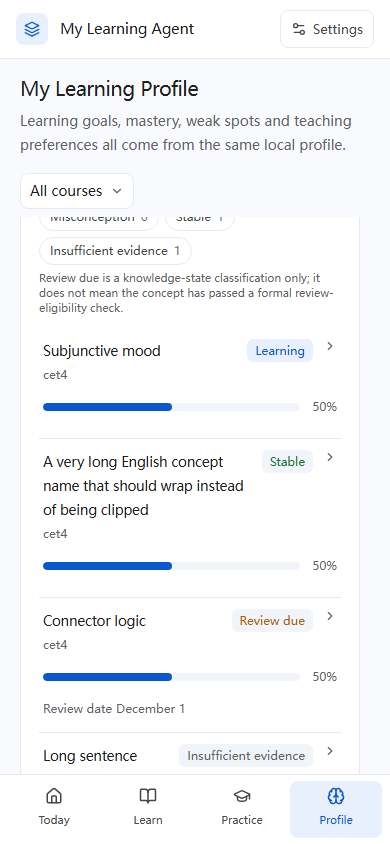 My Learning Agent
Settings
My Learning Profile
Learning goals, mastery, weak spots and teaching
preferences all come from the same local profile.
All courses
Misconception 0
Stable 1
Insufficient evidence 1
Review due is a knowledge-state classification only; it
does not mean the concept has passed a formal review-
eligibility check.
Subjunctive mood
Learning
cet4
50%
A very long English concept
name that should wrap instead
of being clipped
Stable
cet4
50%
Connector logic
Review due
cet4
50%
Review date December 1
Long sentence
Insufficient evidence
Today
Learn
Practice
Profile